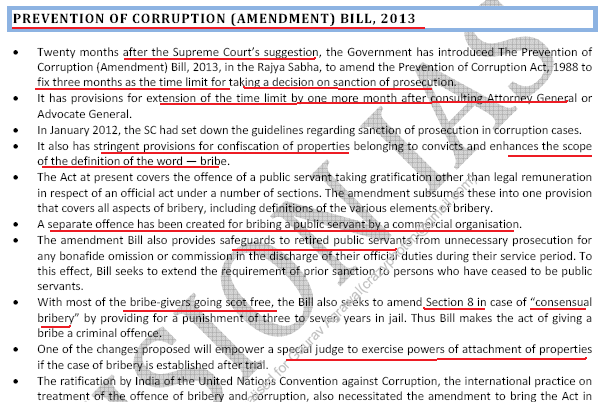 PREVENTION OF CORRUPTION (AMENDMENT) BILL, 2013
• Twenty months after the Supreme Court's suggestion, the Government has introduced The Prevention of
Corruption (Amendment) Bill, 2013, in the Rajya Sabha, to amend the Prevention of Corruption Act, 1988 to
fix three months as the time limit for taking a decision on sanction of prosecution.
• It has provisions for extension of the time limit by one more month after consulting Attorney General or
Advocate General.
• In January 2012, the SC had set down the guidelines regarding sanction of prosecution in corruption cases.
• It also has stringent provisions for confiscation of properties belonging to convicts and enhances the scope
of the definition of the word — bribe.
• The Act at present covers the offence of a public servant taking gratification other than legal remuneration
in respect of an official act under a number of sections. The amendment subsumes these into one provision
that covers all aspects of bribery, including definitions of the various elements of bribery.
• A separate offence has been created for bribing a public servant by a commercial organisation.
• The amendment Bill also provides safeguards to retired public servants from unnecessary prosecution for
any bonafide omission or commission in the discharge of their official duties during their service period. To
this effect, Bill seeks to extend the requirement of prior sanction to persons who have ceased to be public
servants.
• With most of the bribe-givers going scot free, the Bill also seeks to amend Section 8 in case of "consensual
bribery" by providing for a punishment of three to seven years in jail. Thus Bill makes the act of giving a
bribe a criminal offence.
• One of the changes proposed will empower a special judge to exercise powers of attachment of properties
if the case of bribery is established after trial.
• The ratification by India of the United Nations Convention against Corruption, the international practice on
treatment of the offence of bribery and corruption, also necessitated the amendment to bring the Act in
VISION IAS